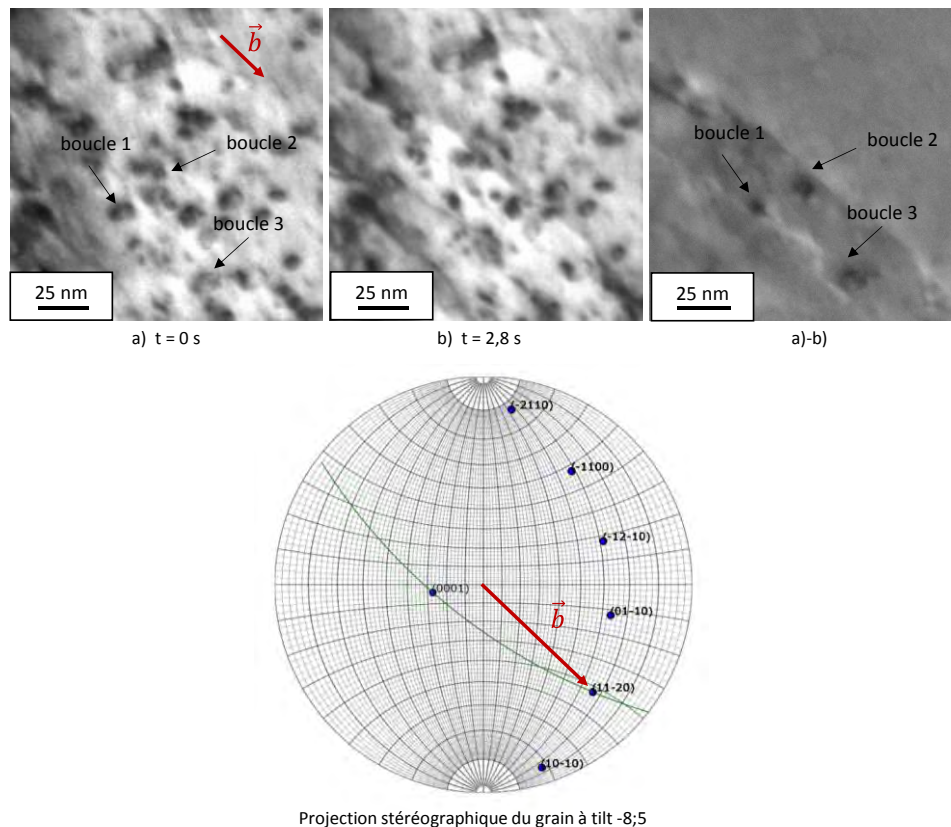 b
boucle 1
boucle 2
boucle 3
25 nm
a) t = 0 s
25 nm
b) t = 2,8 s
boucle 1
boucle 2
boucle 3
25 nm
a)-b)
(-2110)
(-1100)
(-12-10)
(0001)
b
(01-10)
(11-20)
(10-10)
Projection stéréographique du grain à tilt -8;5